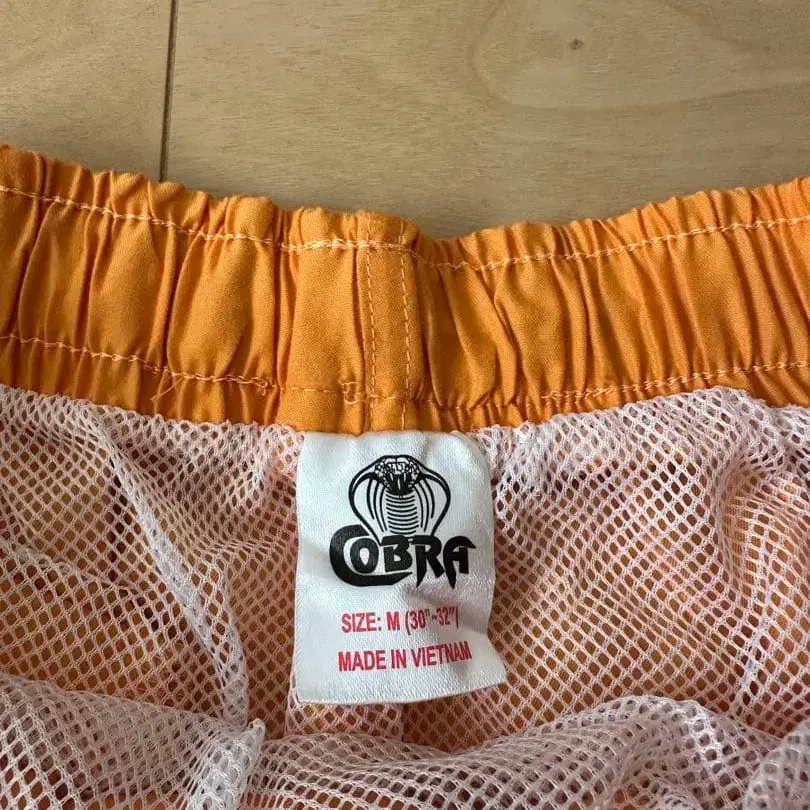 COBRA
SIZE: M (30"~32")
MADE IN VIETNAM